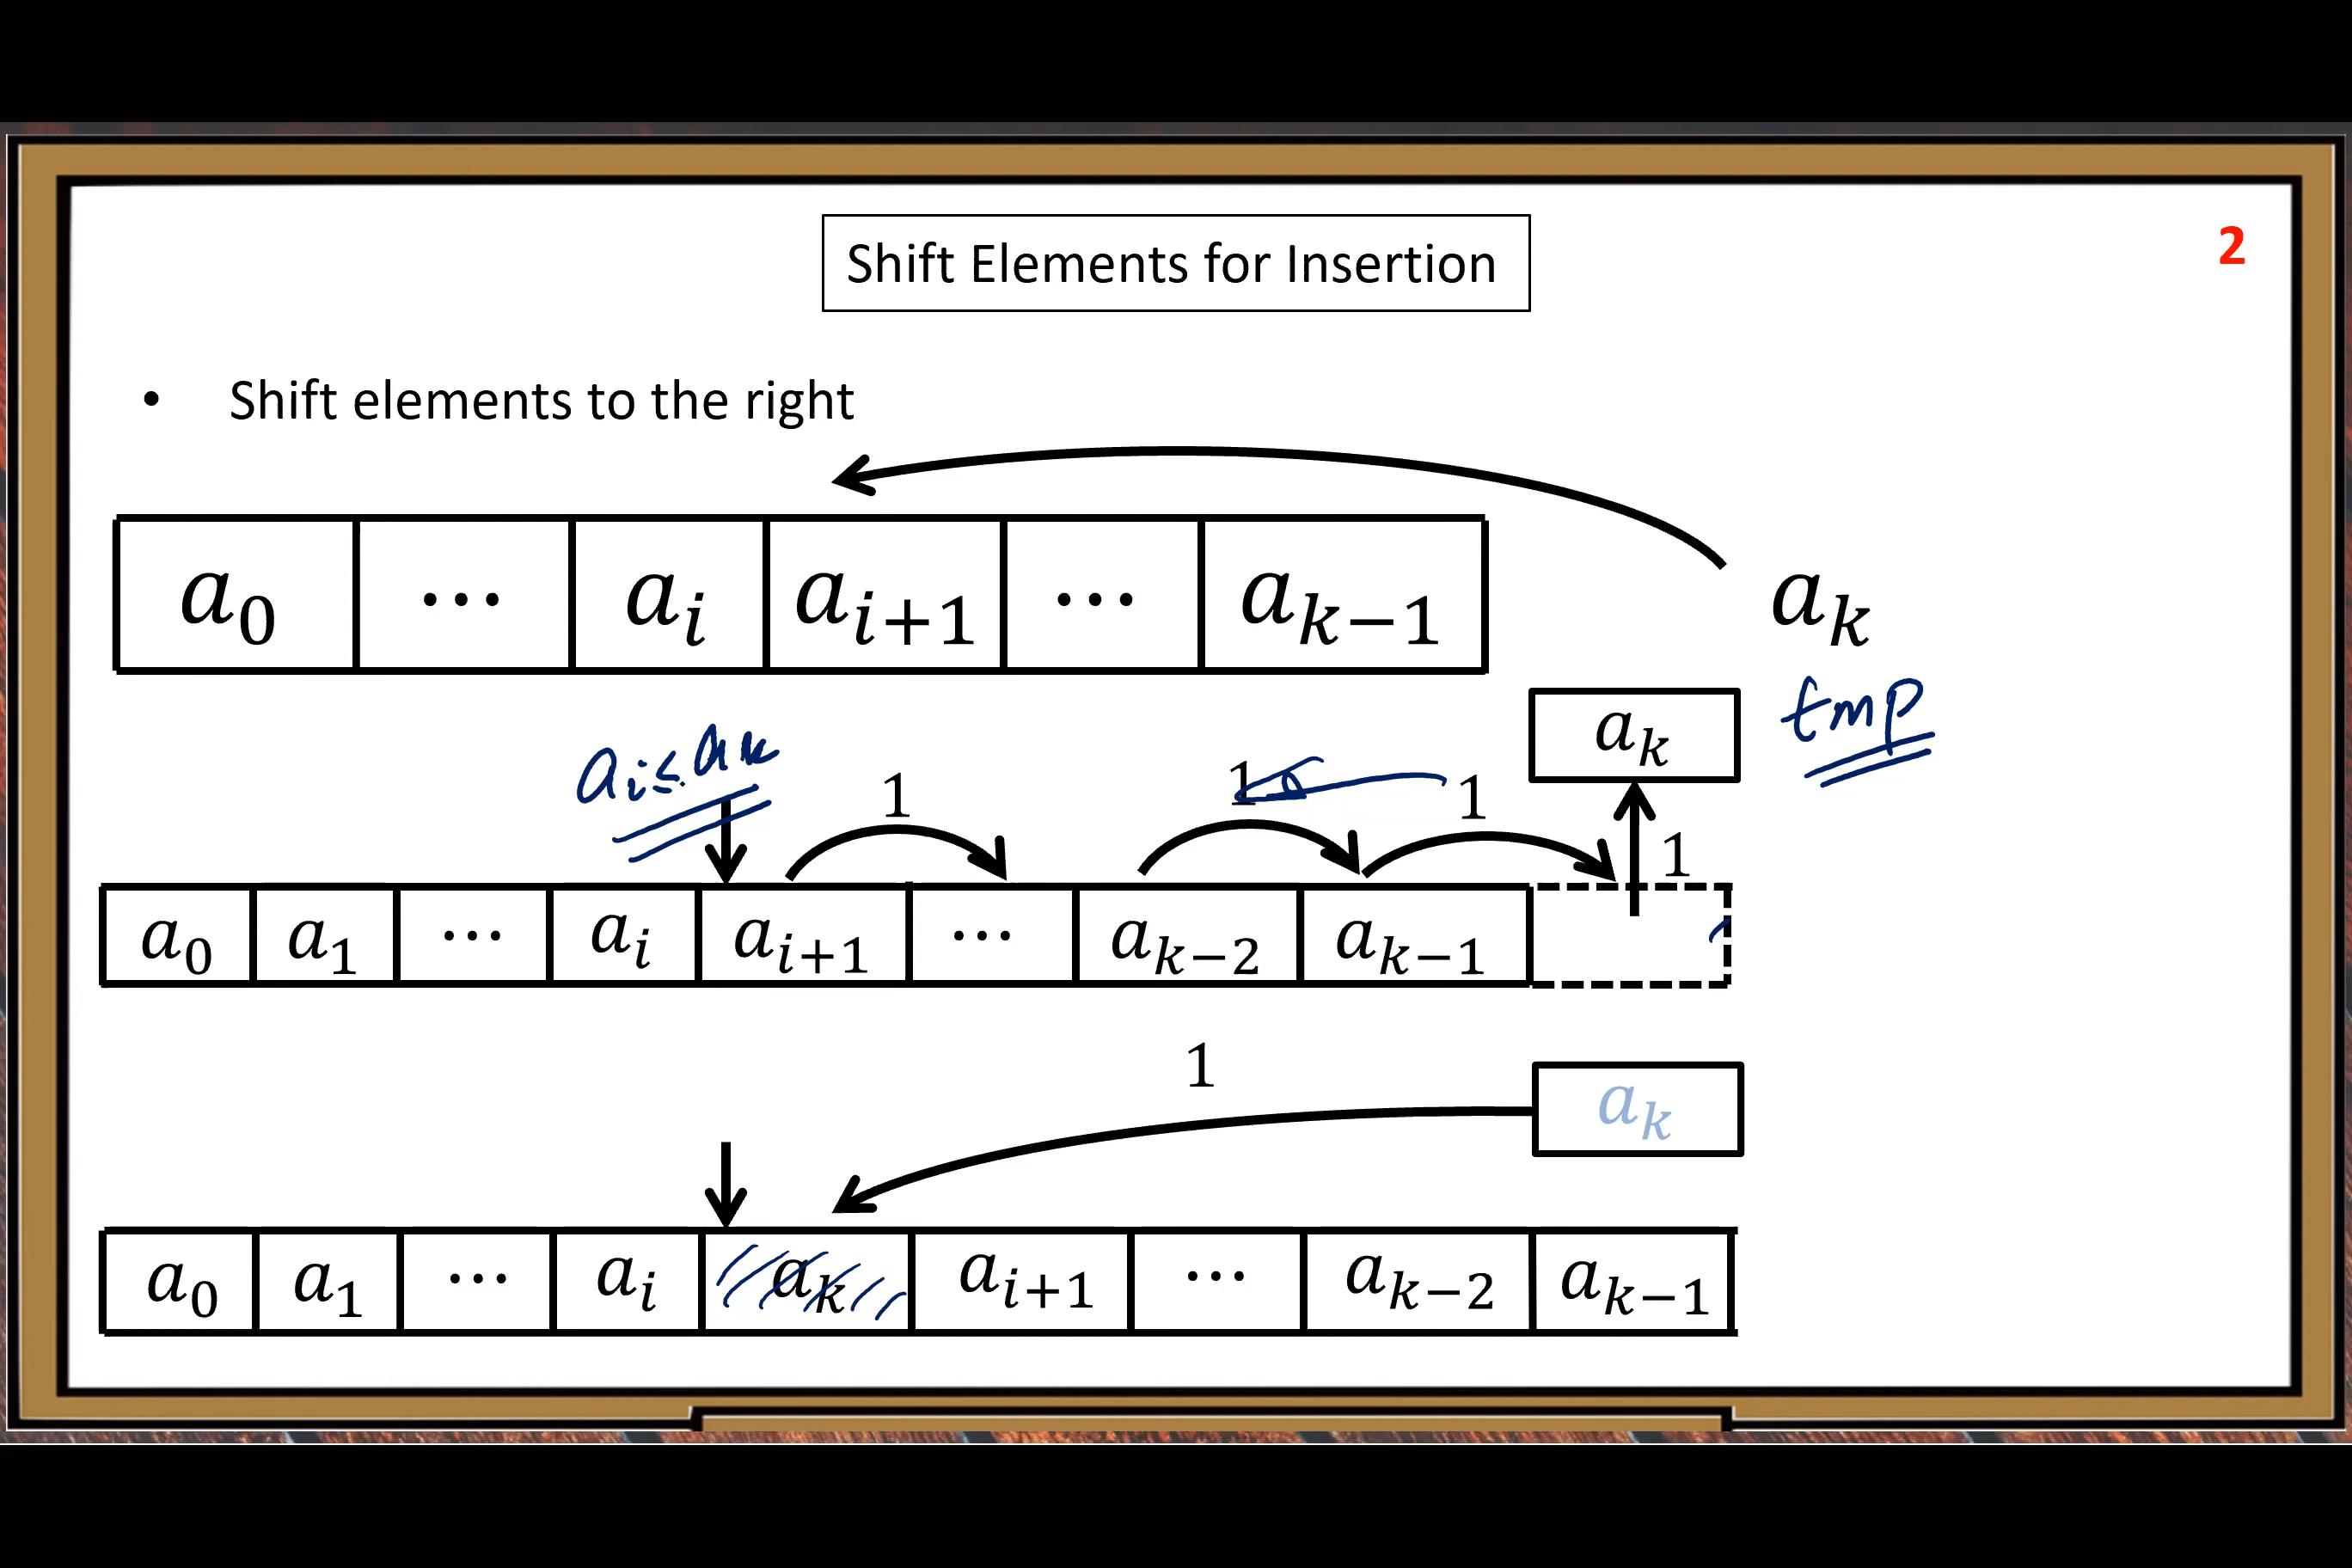 Shift Elements for Insertion
2
• Shift elements to the right
a₀ ⋯ aᵢ aᵢ₊₁ ⋯ aₖ₋₁ aₖ
tmp
aₖ
aᵢ ≤ aₖ
1 1 1 1
a₀ a₁ ⋯ aᵢ aᵢ₊₁ ⋯ aₖ₋₂ aₖ₋₁
1
aₖ
a₀ a₁ ⋯ aᵢ aₖ aᵢ₊₁ ⋯ aₖ₋₂ aₖ₋₁